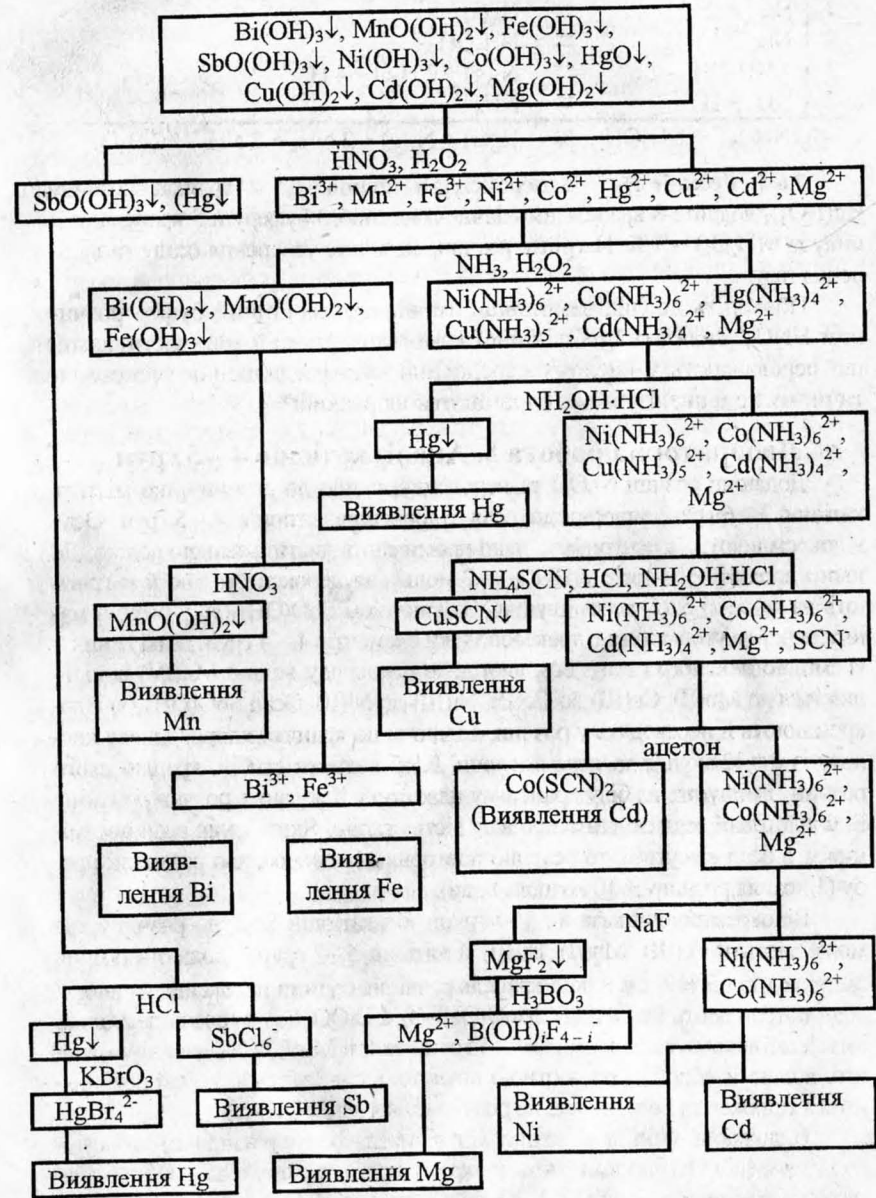 Bi(OH)₃↓, MnO(OH)₂↓, Fe(OH)₃↓,
SbO(OH)₃↓, Ni(OH)₃↓, Co(OH)₃↓, HgO↓,
Cu(OH)₂↓, Cd(OH)₂↓, Mg(OH)₂↓
HNO₃, H₂O₂
SbO(OH)₃↓, (Hg↓
Bi³⁺, Mn²⁺, Fe³⁺, Ni²⁺, Co²⁺, Hg²⁺, Cu²⁺, Cd²⁺, Mg²⁺
NH₃, H₂O₂
Bi(OH)₃↓, MnO(OH)₂↓,
Fe(OH)₃↓
Ni(NH₃)₆²⁺, Co(NH₃)₆²⁺, Hg(NH₃)₄²⁺,
Cu(NH₃)₅²⁺, Cd(NH₃)₄²⁺, Mg²⁺
NH₂OH·HCl
Hg↓
Виявлення Hg
Ni(NH₃)₆²⁺, Co(NH₃)₆²⁺,
Cu(NH₃)₅²⁺, Cd(NH₃)₄²⁺,
Mg²⁺
HNO₃
MnO(OH)₂↓
Виявлення
Mn
NH₄SCN, HCl, NH₂OH·HCl
CuSCN↓
Виявлення
Cu
Ni(NH₃)₆²⁺, Co(NH₃)₆²⁺,
Cd(NH₃)₄²⁺, Mg²⁺, SCN⁻
ацетон
Bi³⁺, Fe³⁺
Co(SCN)₂
(Виявлення Cd)
Ni(NH₃)₆²⁺,
Co(NH₃)₆²⁺,
Mg²⁺
Вияв-
лення Bi
Вияв-
лення Fe
NaF
MgF₂↓
Ni(NH₃)₆²⁺
Co(NH₃)₆²⁺
HCl
H₃BO₃
Hg↓
SbCl₆⁻
Mg²⁺, B(OH)ᵢF₄₋ᵢ⁻
KBrO₃
HgBr₄²⁻
Виявлення Sb
Виявлення
Ni
Виявлення
Cd
Виявлення Hg
Виявлення Mg